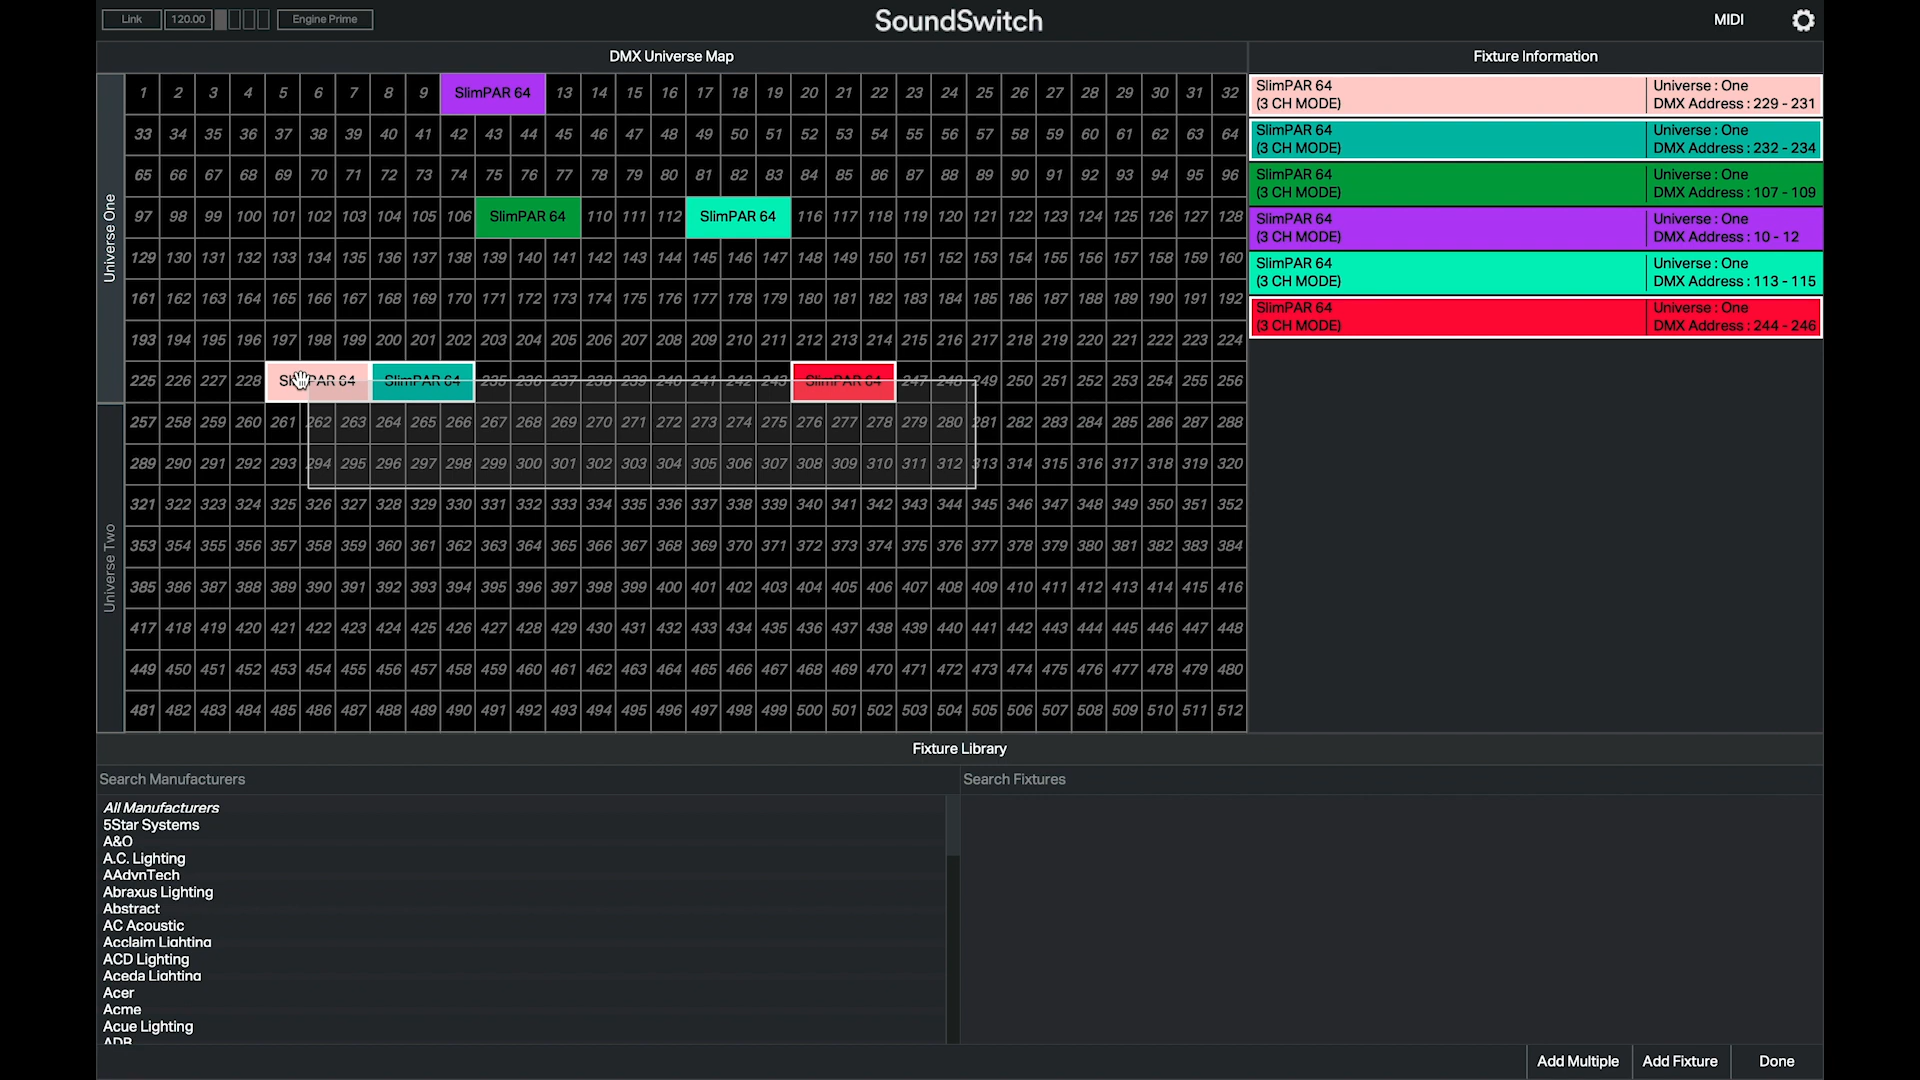 Link 120.00 Engine Prime SoundSwitch MIDI
DMX Universe Map Fixture Information
1 2 3 4 5 6 7 8 9 SlimPAR 64 13 14 15 16 17 18 19 20 21 22 23 24 25 26 27 28 29 30 31 32
33 34 35 36 37 38 39 40 41 42 43 44 45 46 47 48 49 50 51 52 53 54 55 56 57 58 59 60 61 62 63 64
65 66 67 68 69 70 71 72 73 74 75 76 77 78 79 80 81 82 83 84 85 86 87 88 89 90 91 92 93 94 95 96
97 98 99 100 101 102 103 104 105 106 SlimPAR 64 110 111 112 SlimPAR 64 116 117 118 119 120 121 122 123 124 125 126 127 128
129 130 131 132 133 134 135 136 137 138 139 140 141 142 143 144 145 146 147 148 149 150 151 152 153 154 155 156 157 158 159 160
161 162 163 164 165 166 167 168 169 170 171 172 173 174 175 176 177 178 179 180 181 182 183 184 185 186 187 188 189 190 191 192
193 194 195 196 197 198 199 200 201 202 203 204 205 206 207 208 209 210 211 212 213 214 215 216 217 218 219 220 221 222 223 224
225 226 227 228 PAR 64 SlimPAR 64 235 236 237 238 239 240 241 242 243 SlimPAR 64 247 248 249 250 251 252 253 254 255 256
257 258 259 260 261 262 263 264 265 266 267 268 269 270 271 272 273 274 275 276 277 278 279 280 281 282 283 284 285 286 287 288
289 290 291 292 293 294 295 296 297 298 299 300 301 302 303 304 305 306 307 308 309 310 311 312 313 314 315 316 317 318 319 320
321 322 323 324 325 326 327 328 329 330 331 332 333 334 335 336 337 338 339 340 341 342 343 344 345 346 347 348 349 350 351 352
353 354 355 356 357 358 359 360 361 362 363 364 365 366 367 368 369 370 371 372 373 374 375 376 377 378 379 380 381 382 383 384
385 386 387 388 389 390 391 392 393 394 395 396 397 398 399 400 401 402 403 404 405 406 407 408 409 410 411 412 413 414 415 416
417 418 419 420 421 422 423 424 425 426 427 428 429 430 431 432 433 434 435 436 437 438 439 440 441 442 443 444 445 446 447 448
449 450 451 452 453 454 455 456 457 458 459 460 461 462 463 464 465 466 467 468 469 470 471 472 473 474 475 476 477 478 479 480
481 482 483 484 485 486 487 488 489 490 491 492 493 494 495 496 497 498 499 500 501 502 503 504 505 506 507 508 509 510 511 512
Universe One
Universe Two
SlimPAR 64 Universe : One
(3 CH MODE) DMX Address : 229 - 231
SlimPAR 64 Universe : One
(3 CH MODE) DMX Address : 232 - 234
SlimPAR 64 Universe : One
(3 CH MODE) DMX Address : 107 - 109
SlimPAR 64 Universe : One
(3 CH MODE) DMX Address : 10 - 12
SlimPAR 64 Universe : One
(3 CH MODE) DMX Address : 113 - 115
SlimPAR 64 Universe : One
(3 CH MODE) DMX Address : 244 - 246
Fixture Library
Search Manufacturers Search Fixtures
All Manufacturers
5Star Systems
A&O
A.C. Lighting
AAdvnTech
Abraxus Lighting
Abstract
AC Acoustic
Acclaim Lighting
ACD Lighting
Aceda Lighting
Acer
Acme
Acue Lighting
ADB
Add Multiple Add Fixture Done